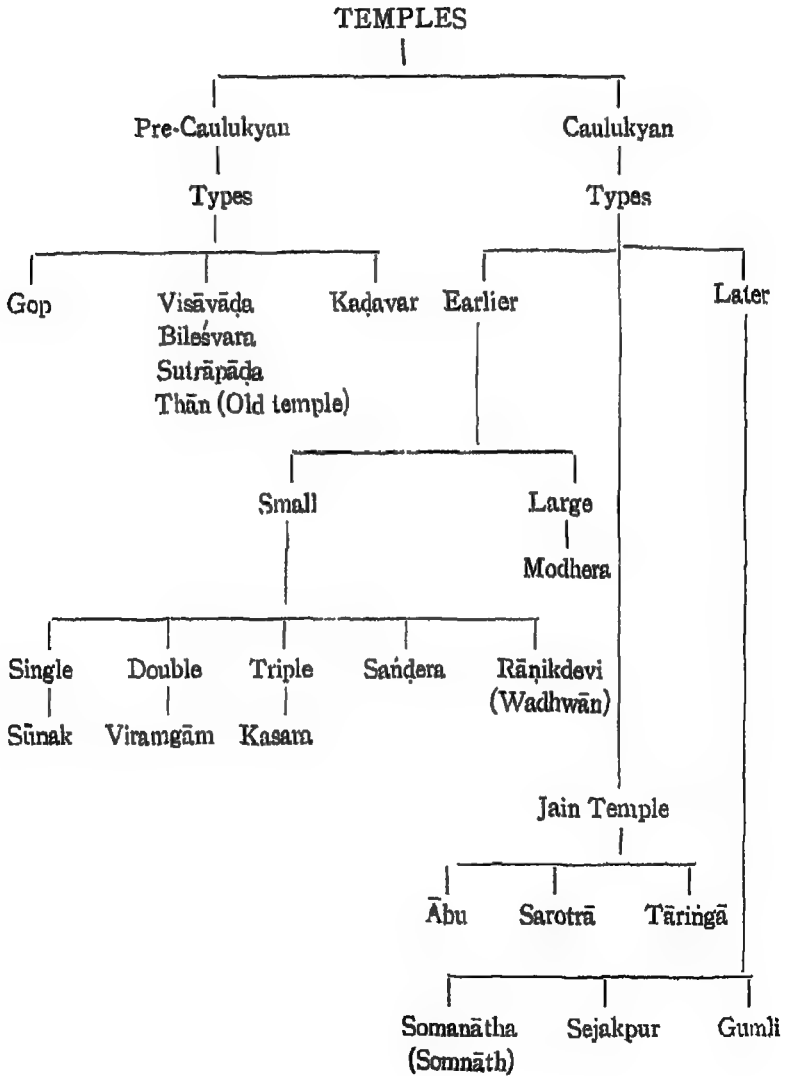 TEMPLES
Pre-Caulukyan
Caulukyan
Types
Types
Gop
Visāvāḍa
Bileśvara
Sutrāpāḍa
Thān (Old temple)
Kaḍavar
Earlier
Later
Small
Large
Modhera
Single
Double
Triple
Saṅḍera
Rāṇikdevi
(Wadhwān)
Sūnak
Viramgām
Kasara
Jain Temple
Ābu
Sarotrā
Tāriṅgā
Somanātha
(Somnāth)
Sejakpur
Gumli